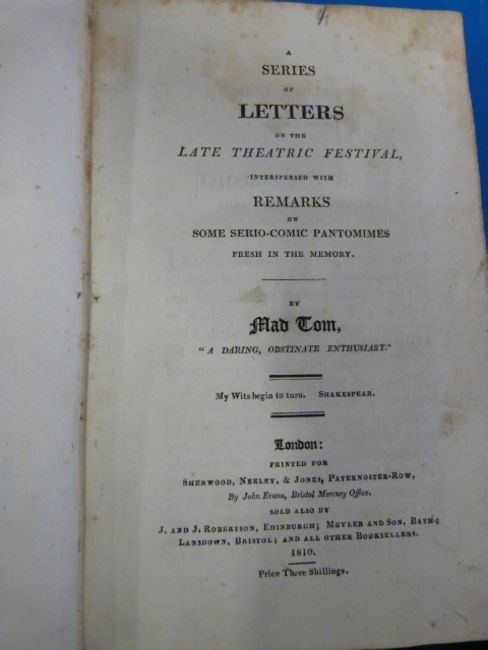 A
SERIES
OF
LETTERS
ON THE
LATE THEATRIC FESTIVAL,
INTERSPERSED WITH
REMARKS
ON
SOME SERIO-COMIC PANTOMIMES
FRESH IN THE MEMORY.
BY
Mad Tom,
"A DARING, OBSTINATE ENTHUSIAST."
My Wits begin to turn. SHAKESPEAR.
London:
PRINTED FOR
SHERWOOD, NEELEY, & JONES, PATERNOSTER-ROW,
By John Evans, Bristol Mercury Office.
SOLD ALSO BY
J. AND J. ROBERTSON, EDINBURGH; MEYLER AND SON, BATH;
LANSDOWN, BRISTOL; AND ALL OTHER BOOKSELLERS.
1810.
Price Three Shillings.